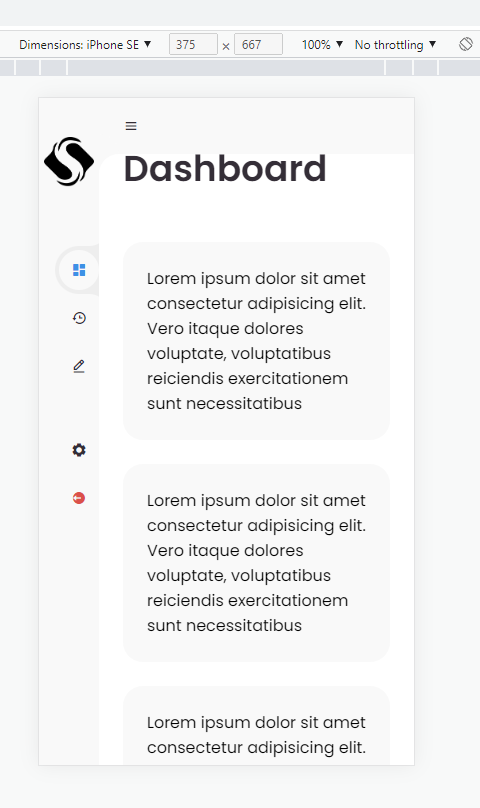 Dimensions: iPhone SE ▼ 375 × 667 100% ▼ No throttling ▼
Dashboard
Lorem ipsum dolor sit amet
consectetur adipisicing elit.
Vero itaque dolores
voluptate, voluptatibus
reiciendis exercitationem
sunt necessitatibus
Lorem ipsum dolor sit amet
consectetur adipisicing elit.
Vero itaque dolores
voluptate, voluptatibus
reiciendis exercitationem
sunt necessitatibus
Lorem ipsum dolor sit amet
consectetur adipisicing elit.